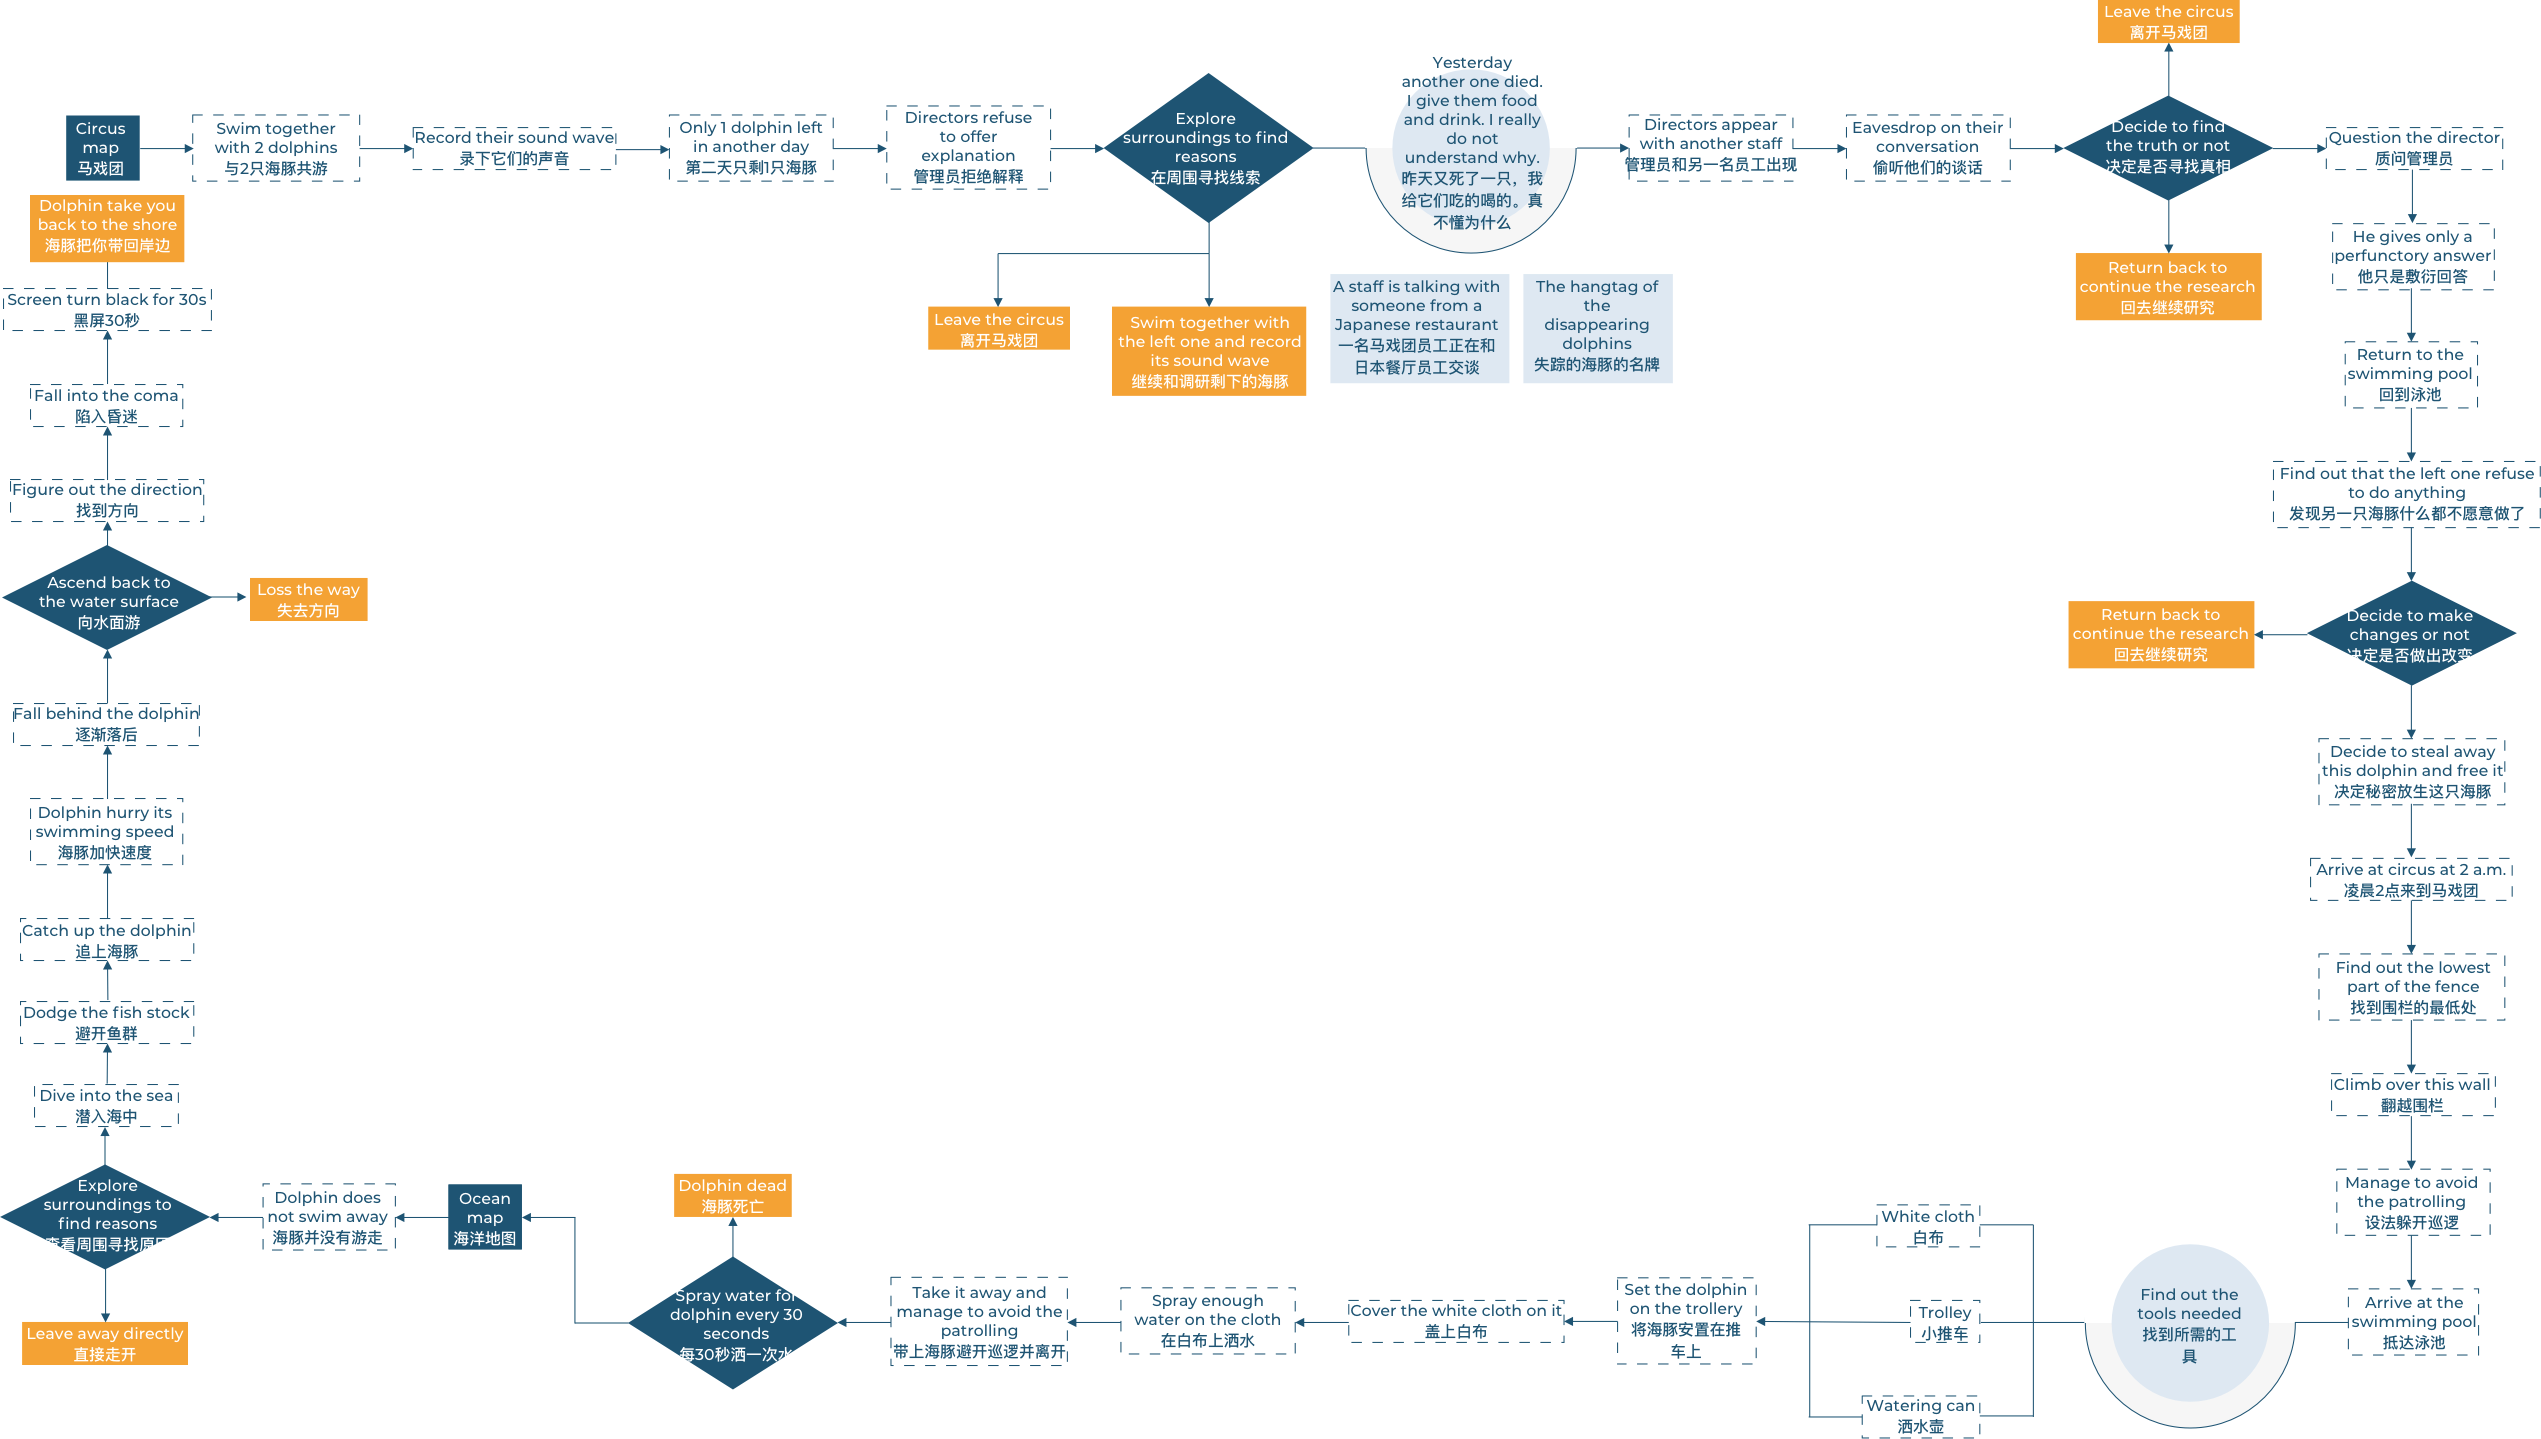 Circus
map
马戏团
Swim together
with 2 dolphins
与2只海豚共游
Record their sound wave
录下它们的声音
Only 1 dolphin left
in another day
第二天只剩1只海豚
Directors refuse
to offer
explanation
管理员拒绝解释
Explore
surroundings to find
reasons
在周围寻找线索
Leave the circus
离开马戏团
Swim together with
the left one and record
its sound wave
继续和调研剩下的海豚
Yesterday
another one died.
I give them food
and drink. I really
do not
understand why.
昨天又死了一只，我
给它们吃的喝的。真
不懂为什么
A staff is talking with
someone from a
Japanese restaurant
一名马戏团员工正在和
日本餐厅员工交谈
The hangtag of
the
disappearing
dolphins
失踪的海豚的名牌
Directors appear
with another staff
管理员和另一名员工出现
Eavesdrop on their
conversation
偷听他们的谈话
Decide to find
the truth or not
决定是否寻找真相
Leave the circus
离开马戏团
Return back to
continue the research
回去继续研究
Question the director
质问管理员
He gives only a
perfunctory answer
他只是敷衍回答
Return to the
swimming pool
回到泳池
Find out that the left one refuse
to do anything
发现另一只海豚什么都不愿意做了
Decide to make
changes or not
决定是否做出改变
Return back to
continue the research
回去继续研究
Decide to steal away
this dolphin and free it
决定秘密放生这只海豚
Arrive at circus at 2 a.m.
凌晨2点来到马戏团
Find out the lowest
part of the fence
找到围栏的最低处
Climb over this wall
翻越围栏
Manage to avoid
the patrolling
设法躲开巡逻
Arrive at the
swimming pool
抵达泳池
Find out the
tools needed
找到所需的工
具
White cloth
白布
Trolley
小推车
Watering can
洒水壶
Set the dolphin
on the trollery
将海豚安置在推
车上
Cover the white cloth on it
盖上白布
Spray enough
water on the cloth
在白布上洒水
Take it away and
manage to avoid the
patrolling
带上海豚避开巡逻并离开
Spray water for
dolphin every 30
seconds
每30秒洒一次水
Dolphin dead
海豚死亡
Ocean
map
海洋地图
Dolphin does
not swim away
海豚并没有游走
Explore
surroundings to
find reasons
查看周围寻找原因
Leave away directly
直接走开
Dive into the sea
潜入海中
Dodge the fish stock
避开鱼群
Catch up the dolphin
追上海豚
Dolphin hurry its
swimming speed
海豚加快速度
Fall behind the dolphin
逐渐落后
Ascend back to
the water surface
向水面游
Loss the way
失去方向
Figure out the direction
找到方向
Fall into the coma
陷入昏迷
Screen turn black for 30s
黑屏30秒
Dolphin take you
back to the shore
海豚把你带回岸边